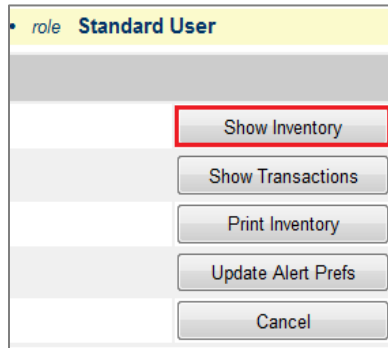 • role Standard User
Show Inventory
Show Transactions
Print Inventory
Update Alert Prefs
Cancel